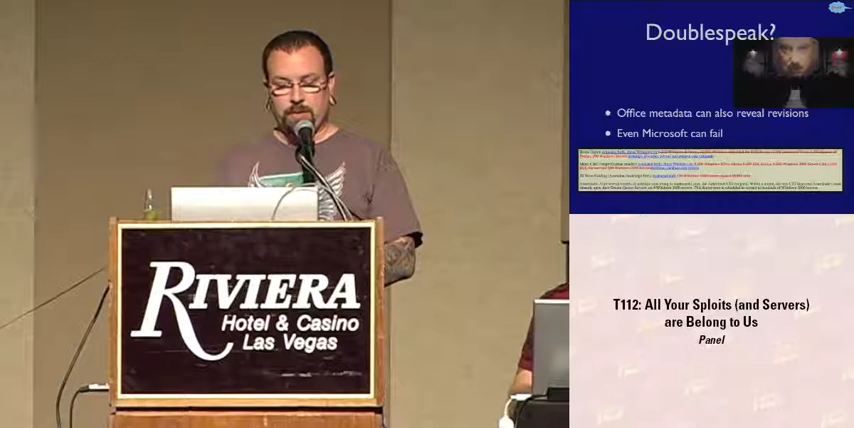 RIVIERA
Hotel & Casino
Las Vegas
Doublespeak?
• Office metadata can also reveal revisions
• Even Microsoft can fail
T112: All Your Sploits (and Servers)
are Belong to Us
Panel